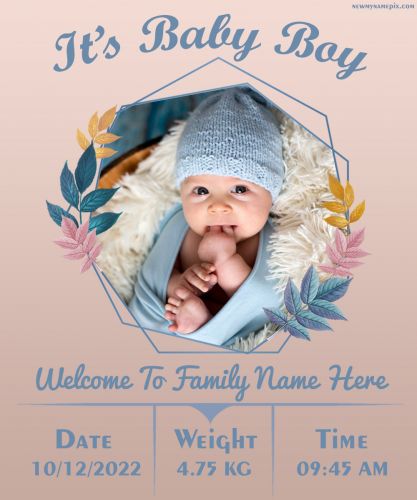 NEWMYNAMEPIX.COM
It's Baby Boy
Welcome To Family Name Here
Date Weight Time
10/12/2022 4.75 KG 09:45 AM